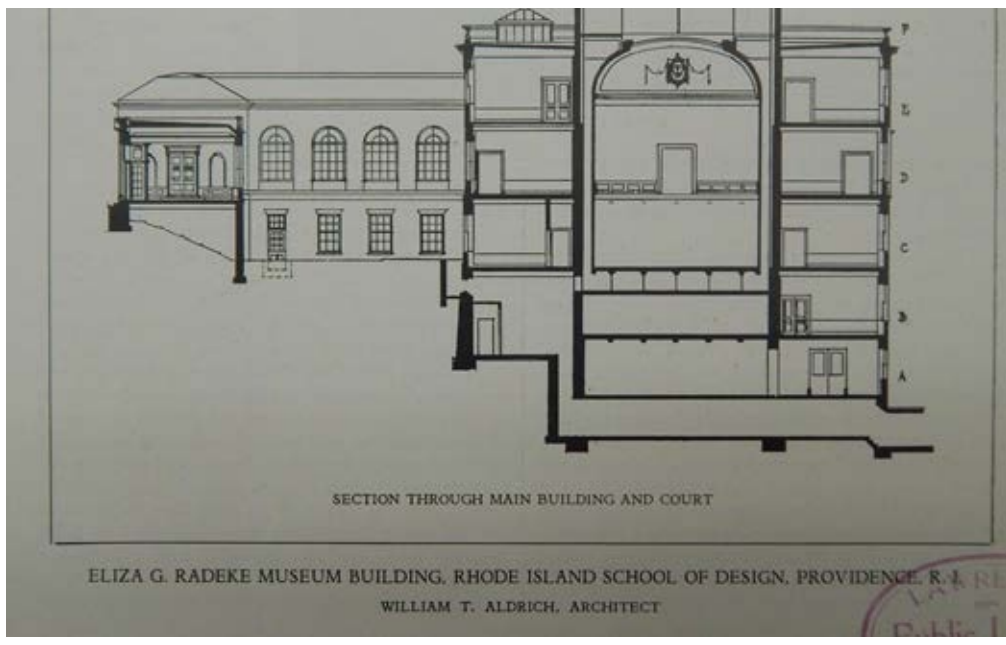 F
E
D
C
B
A
SECTION THROUGH MAIN BUILDING AND COURT
ELIZA G. RADEKE MUSEUM BUILDING, RHODE ISLAND SCHOOL OF DESIGN, PROVIDENCE, R. I.
WILLIAM T. ALDRICH, ARCHITECT
Public